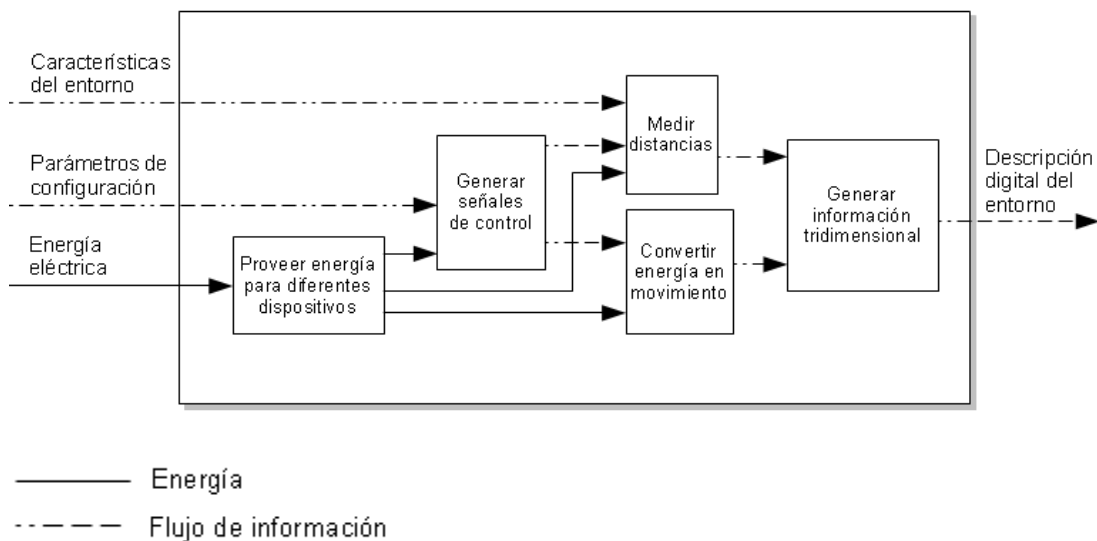 Características
del entorno
Parámetros de
configuración
Energía
eléctrica
Proveer energía
para diferentes
dispositivos
Generar
señales
de control
Medir
distancias
Convertir
energía en
movimiento
Generar
información
tridimensional
Descripción
digital del
entorno
Energía
Flujo de información